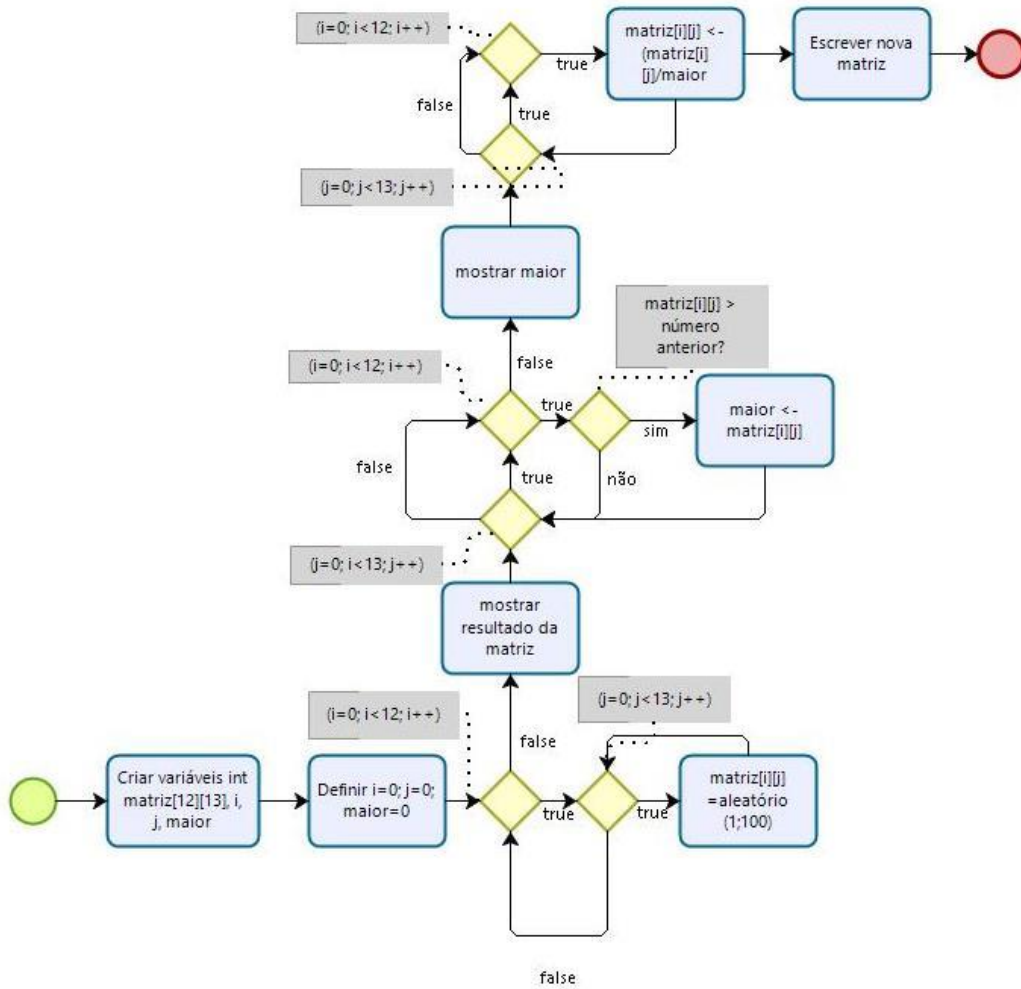 (i=0; i<12; i++)
true
matriz[i][j] <-
(matriz[i]
[j]/maior
Escrever nova
matriz
false
true
(j=0; j<13; j++)
mostrar maior
matriz[i][j] >
número
anterior?
false
(i=0; i<12; i++)
true
sim
maior <-
matriz[i][j]
false
true
não
(j=0; i<13; j++)
mostrar
resultado da
matriz
(j=0; j<13; j++)
(i=0; i<12; i++)
false
Criar variáveis int
matriz[12][13], i,
j, maior
Definir i=0; j=0;
maior=0
true
true
matriz[i][j]
=aleatório
(1;100)
false